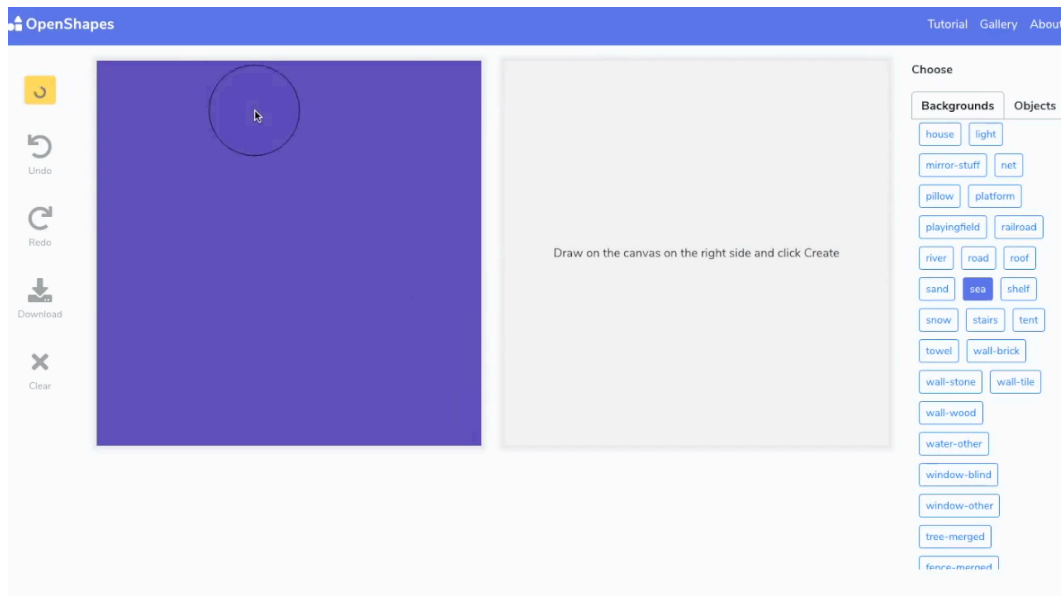 OpenShapes
Tutorial Gallery About
Undo
Redo
Download
Clear
Draw on the canvas on the right side and click Create
Choose
Backgrounds Objects
house light
mirror-stuff net
pillow platform
playingfield railroad
river road roof
sand sea shelf
snow stairs tent
towel wall-brick
wall-stone wall-tile
wall-wood
water-other
window-blind
window-other
tree-merged
fence-merged